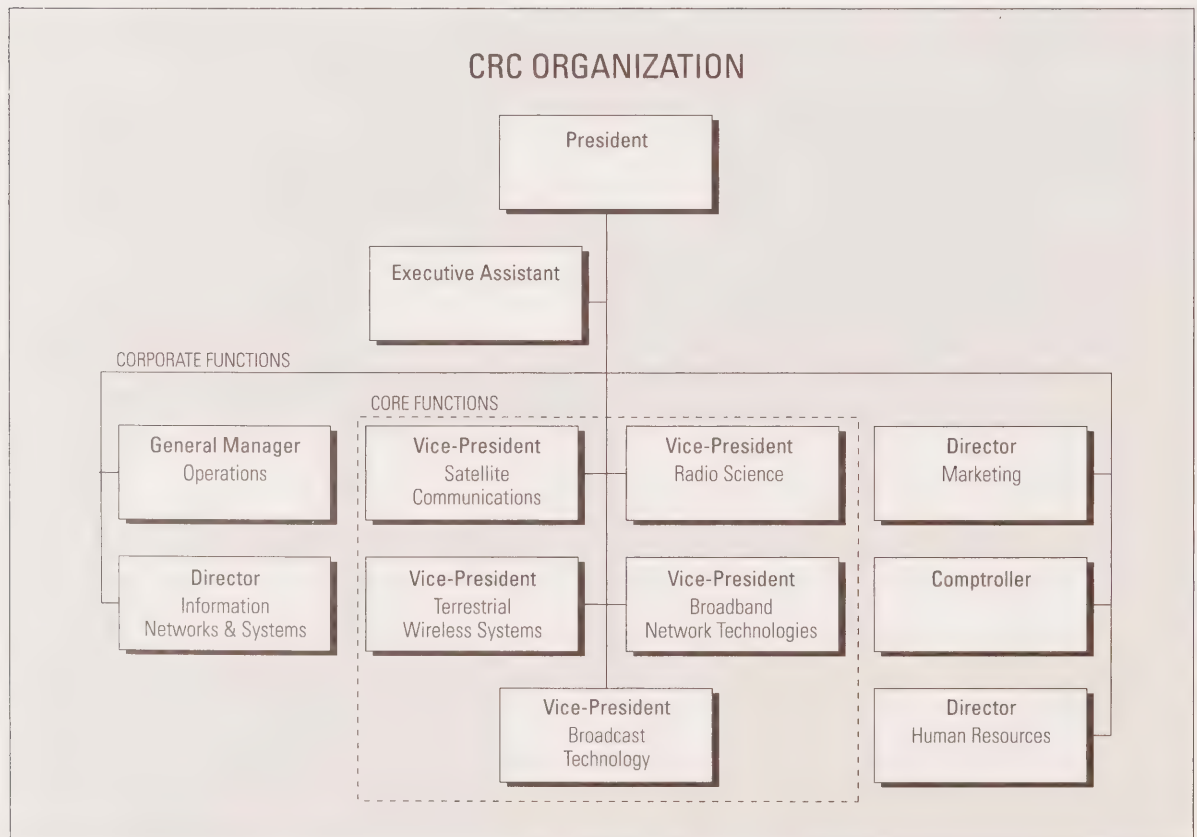 CRC ORGANIZATION
President
Executive Assistant
CORPORATE FUNCTIONS
CORE FUNCTIONS
General Manager
Operations
Vice-President
Satellite
Communications
Vice-President
Radio Science
Director
Marketing
Director
Information
Networks & Systems
Vice-President
Terrestrial
Wireless Systems
Vice-President
Broadband
Network Technologies
Comptroller
Vice-President
Broadcast
Technology
Director
Human Resources